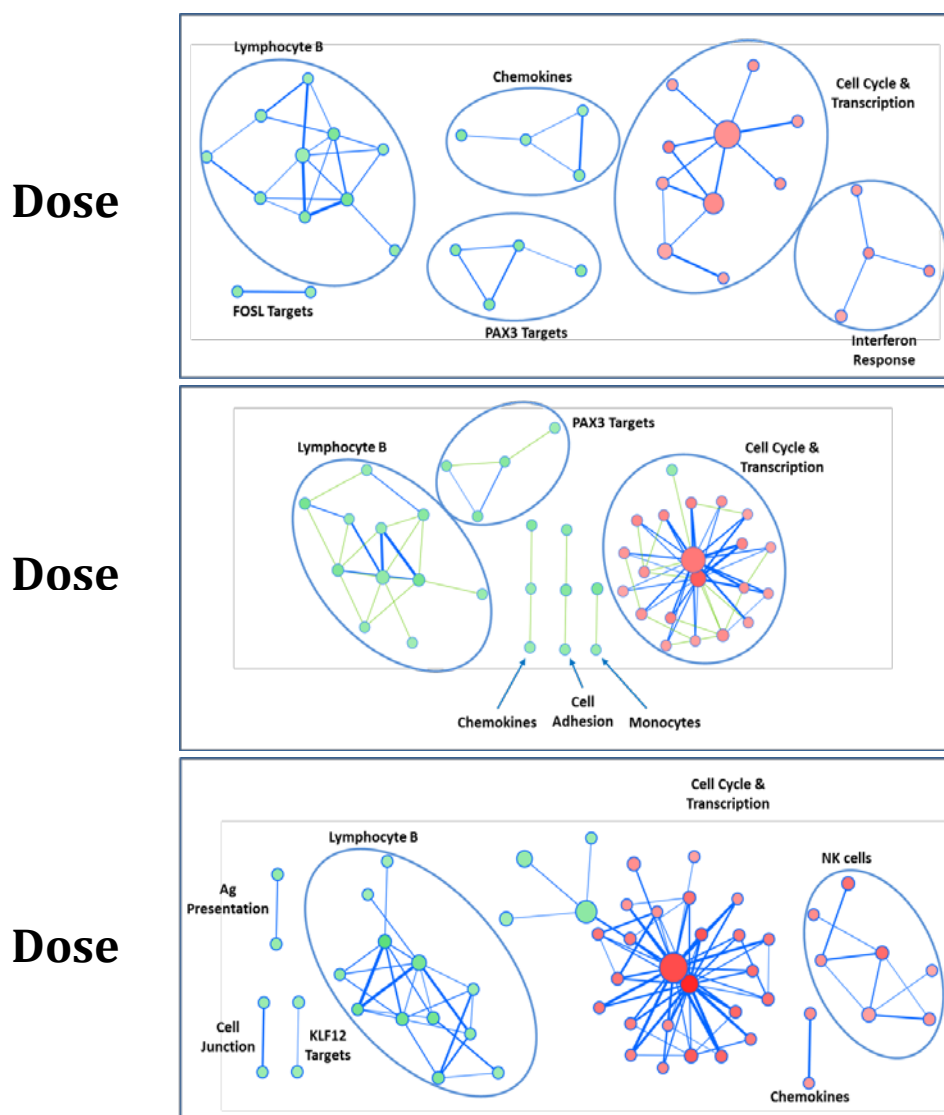 Dose
Lymphocyte B
Chemokines
Cell Cycle &
Transcription
FOSL Targets
PAX3 Targets
Interferon
Response
Dose
PAX3 Targets
Lymphocyte B
Cell Cycle &
Transcription
Chemokines
Cell
Adhesion
Monocytes
Dose
Cell Cycle &
Transcription
Lymphocyte B
NK cells
Ag
Presentation
Cell
Junction
KLF12
Targets
Chemokines